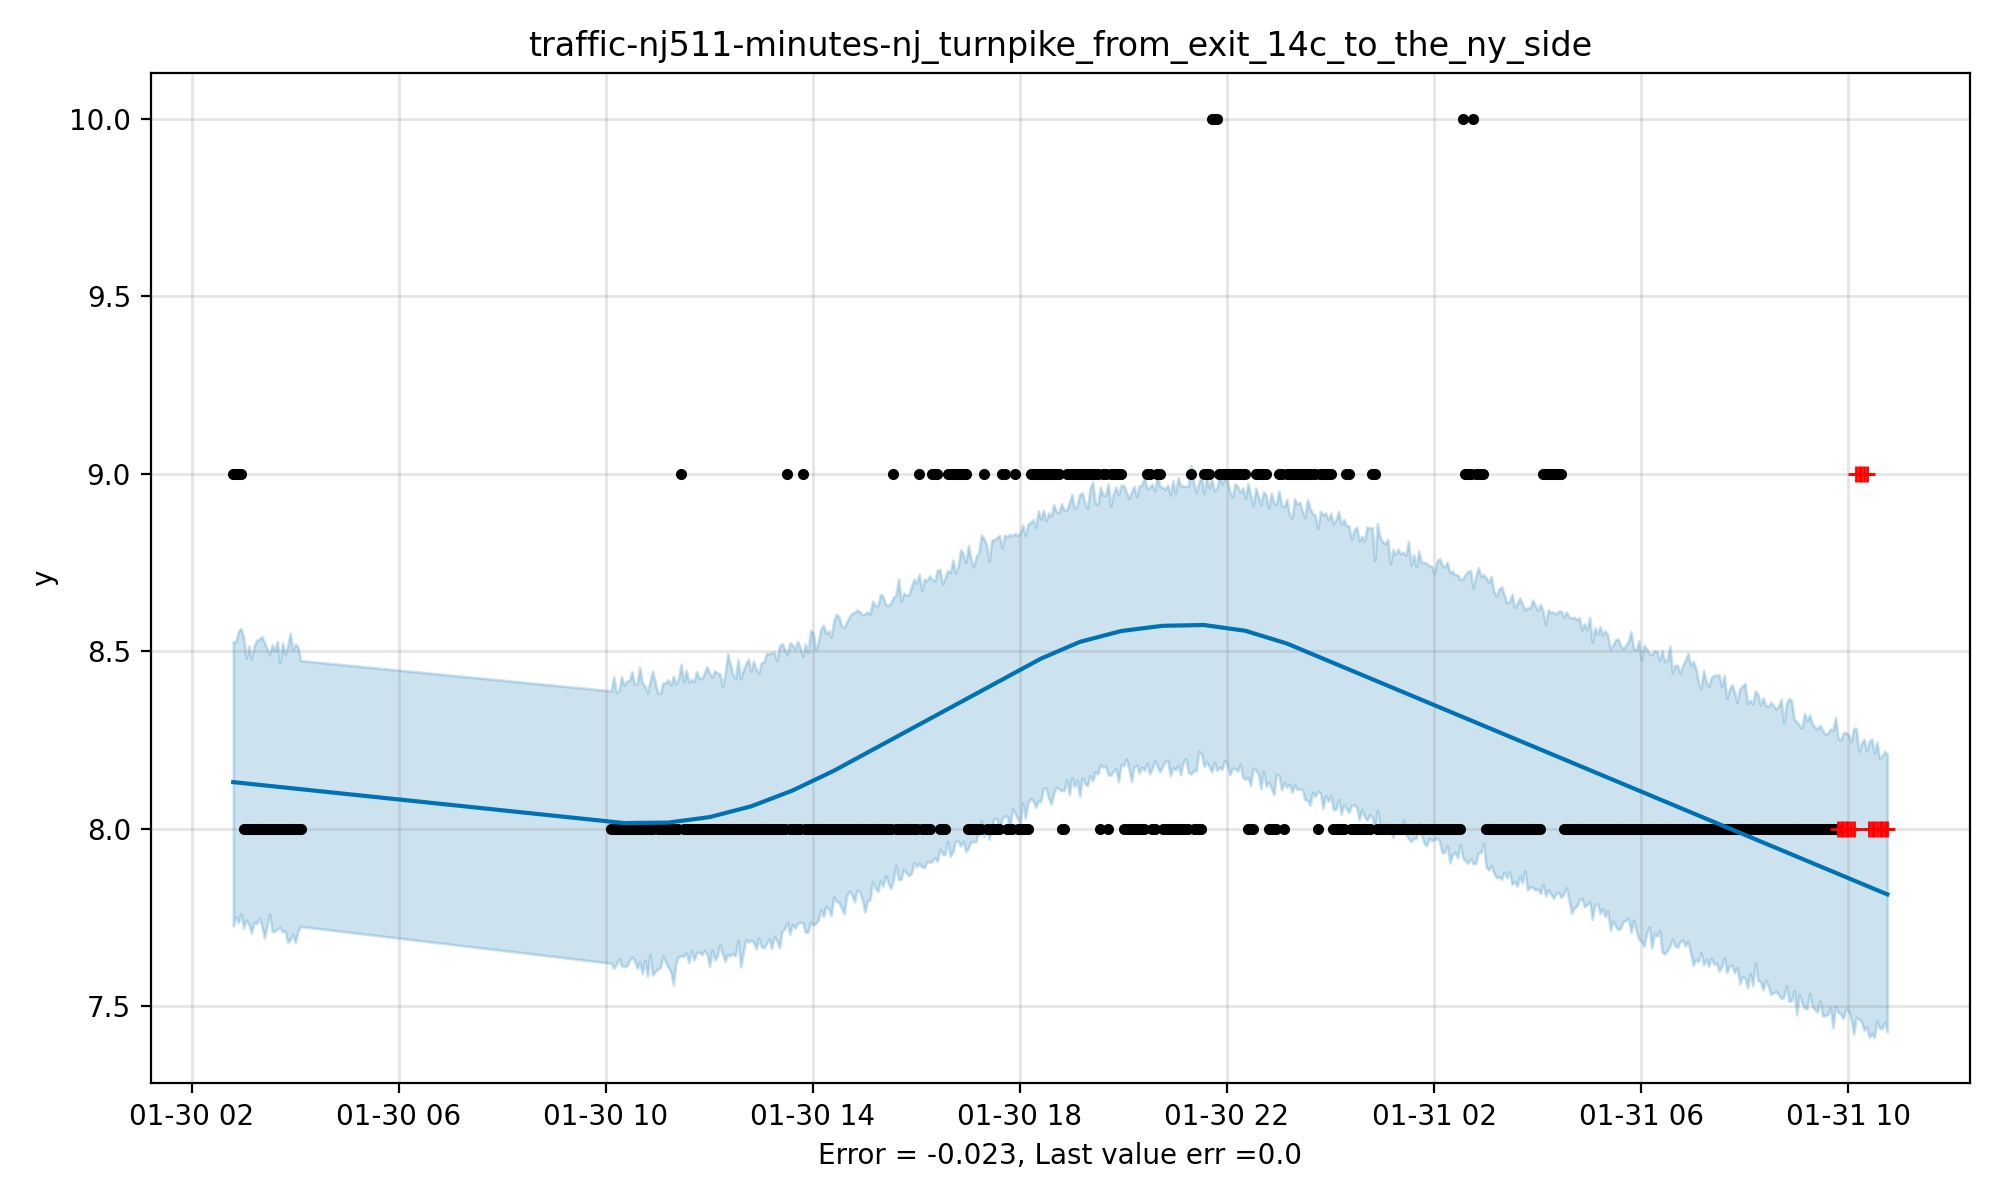 traffic-nj511-minutes-nj_turnpike_from_exit_14c_to_the_ny_side
10.0
9.5
9.0
8.5
8.0
7.5
y
01-30 02 01-30 06 01-30 10 01-30 14 01-30 18 01-30 22 01-31 02 01-31 06 01-31 10
Error = -0.023, Last value err =0.0